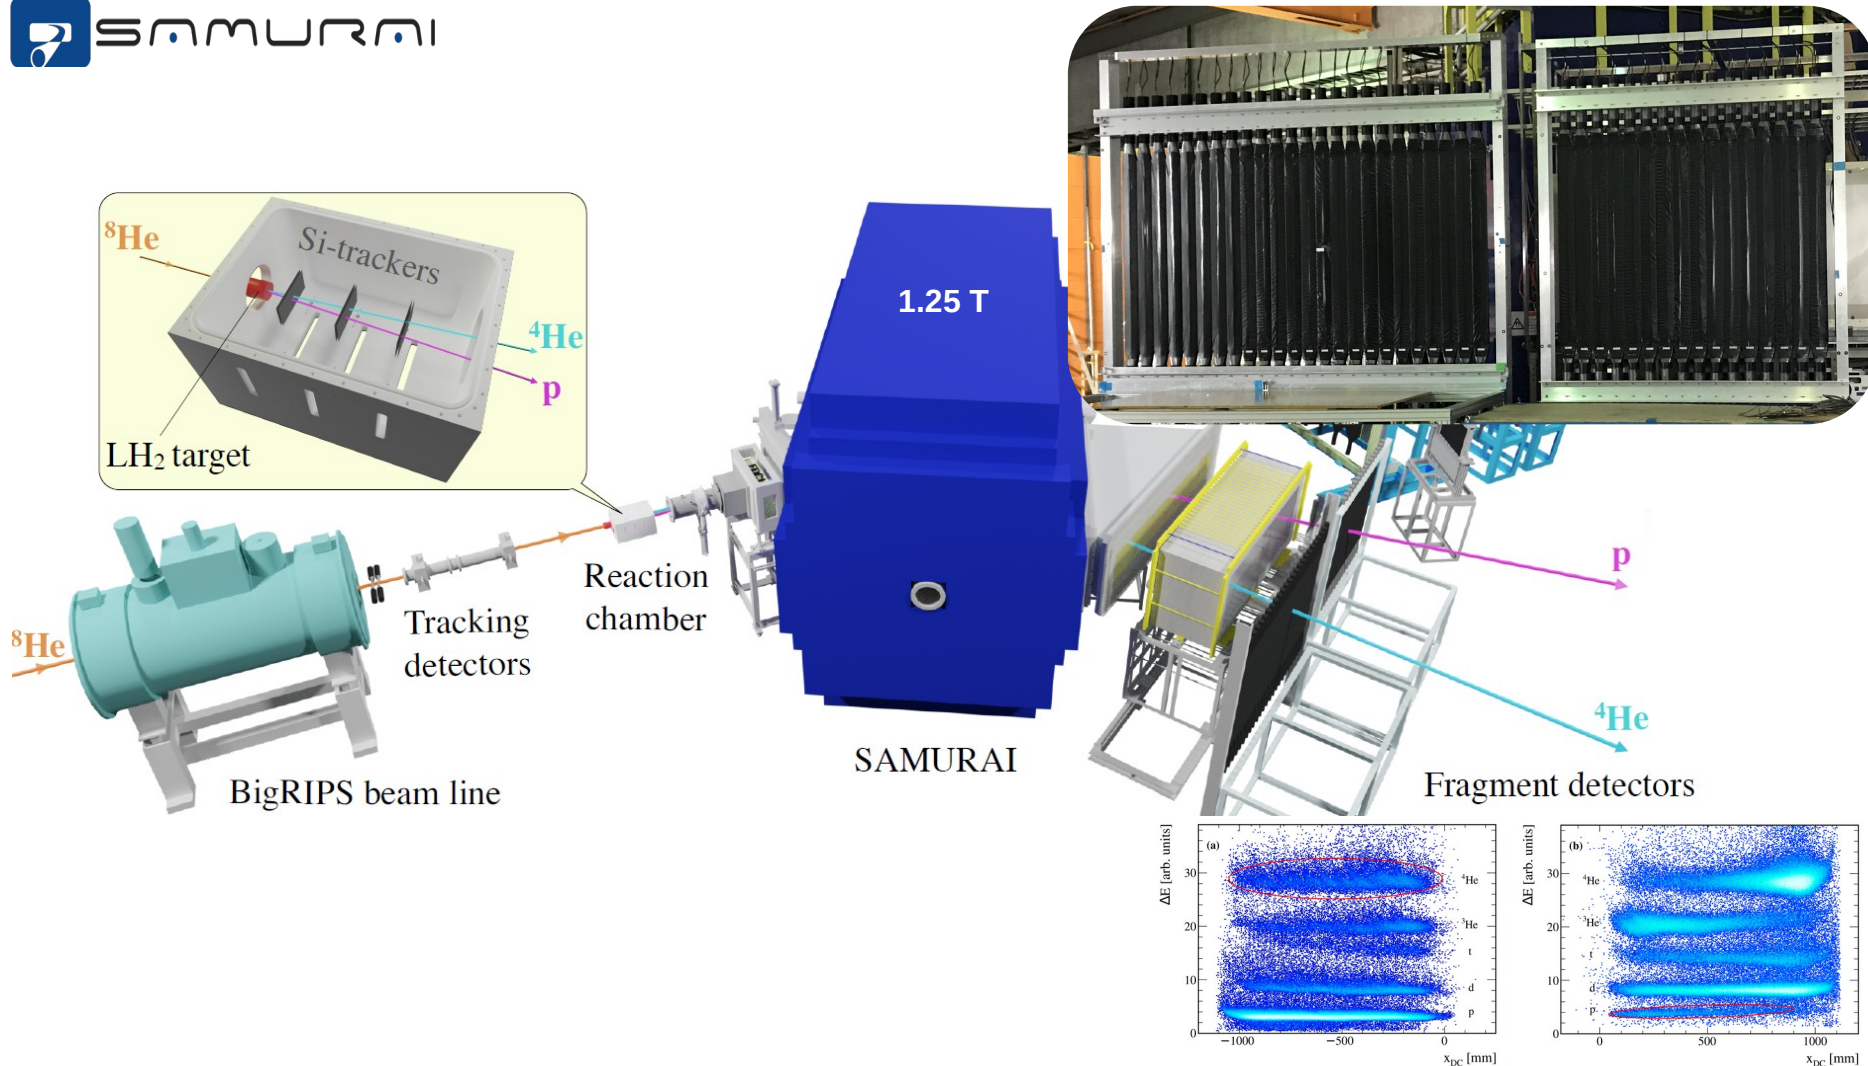 SAMURAI
⁸He
Si-trackers
⁴He
p
LH₂ target
1.25 T
⁸He
Tracking
detectors
Reaction
chamber
BigRIPS beam line
SAMURAI
p
⁴He
Fragment detectors
ΔE [arb. units]
(a)
30
20
10
0
⁴He
³He
t
d
p
−1000
−500
0
x_DC [mm]
ΔE [arb. units]
(b)
30
20
10
0
⁴He
³He
t
d
p
0
500
1000
x_DC [mm]